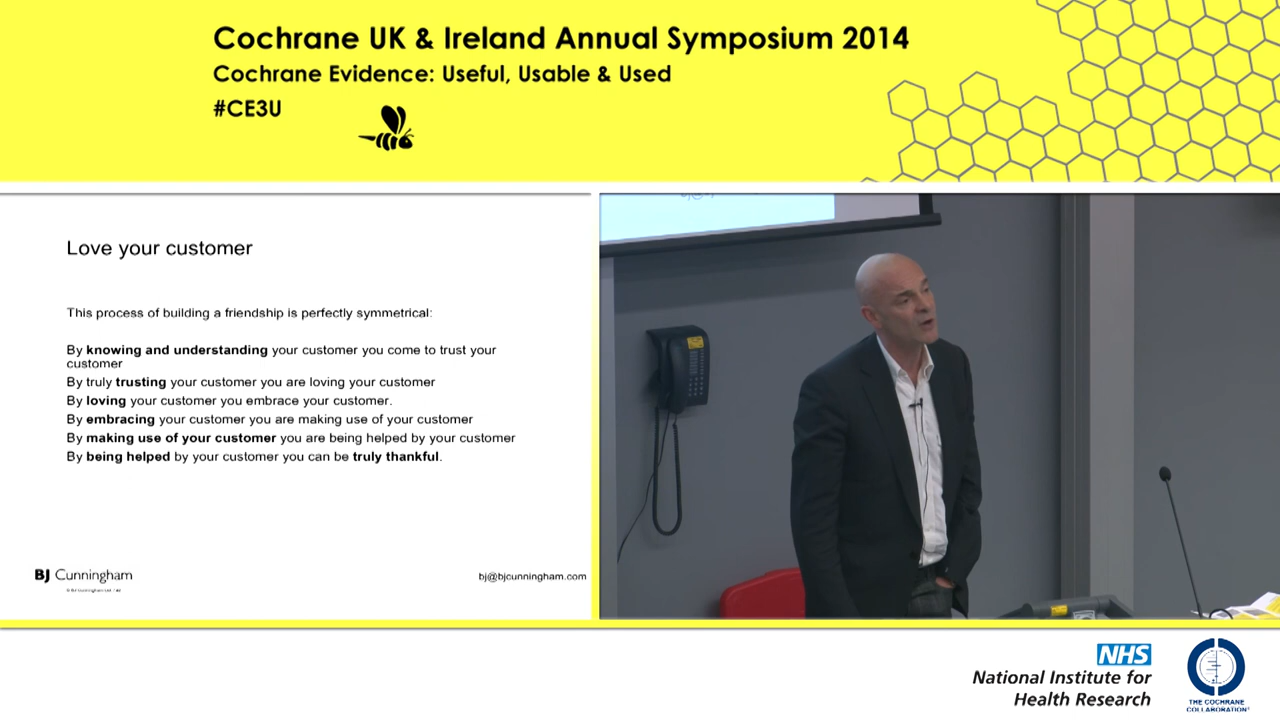 Cochrane UK & Ireland Annual Symposium 2014
Cochrane Evidence: Useful, Usable & Used
#CE3U
Love your customer
This process of building a friendship is perfectly symmetrical:
By knowing and understanding your customer you come to trust your
customer
By truly trusting your customer you are loving your customer
By loving your customer you embrace your customer.
By embracing your customer you are making use of your customer
By making use of your customer you are being helped by your customer
By being helped by your customer you can be truly thankful.
BJ Cunningham
bj@bjcunningham.com
NHS
National Institute for
Health Research
THE COCHRANE
COLLABORATION®